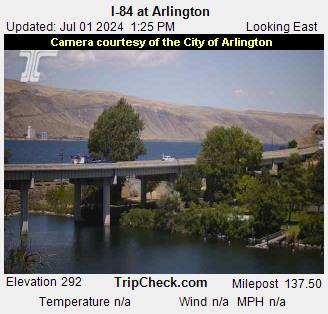 I-84 at Arlington
Updated: Jul 01 2024 1:25 PM Looking East
Camera courtesy of the City of Arlington
Elevation 292 TripCheck.com Milepost 137.50
Temperature n/a Wind n/a MPH n/a